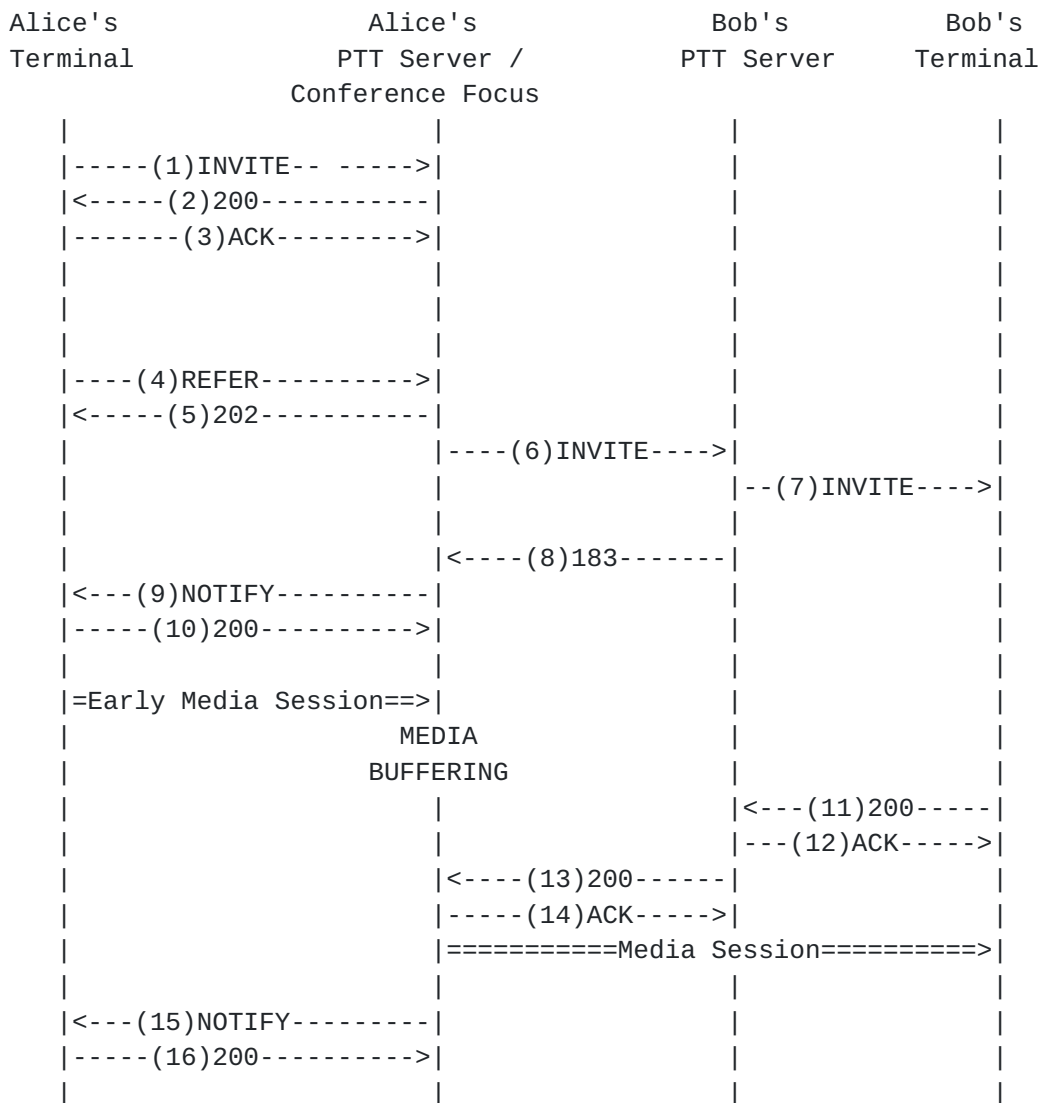 Alice's                Alice's               Bob's            Bob's
Terminal             PTT Server /          PTT Server     Terminal
                  Conference Focus
   |                       |                  |                |
   |-----(1)INVITE-- ----->|                  |                |
   |<-----(2)200-----------|                  |                |
   |-------(3)ACK--------->|                  |                |
   |                       |                  |                |
   |                       |                  |                |
   |                       |                  |                |
   |----(4)REFER---------->|                  |                |
   |<-----(5)202-----------|                  |                |
   |                       |----(6)INVITE---->|                |
   |                       |                  |--(7)INVITE---->|
   |                       |                  |                |
   |                       |<----(8)183-------|                |
   |<---(9)NOTIFY----------|                  |                |
   |-----(10)200---------->|                  |                |
   |                       |                  |                |
   |=Early Media Session==>|                  |                |
   |                     MEDIA                |                |
   |                   BUFFERING              |                |
   |                       |                  |<---(11)200-----|
   |                       |                  |---(12)ACK----->|
   |                       |<----(13)200------|                |
   |                       |-----(14)ACK----->|                |
   |                       |===========Media Session==========>|
   |                       |                  |                |
   |<---(15)NOTIFY---------|                  |                |
   |-----(16)200---------->|                  |                |
   |                       |                  |                |